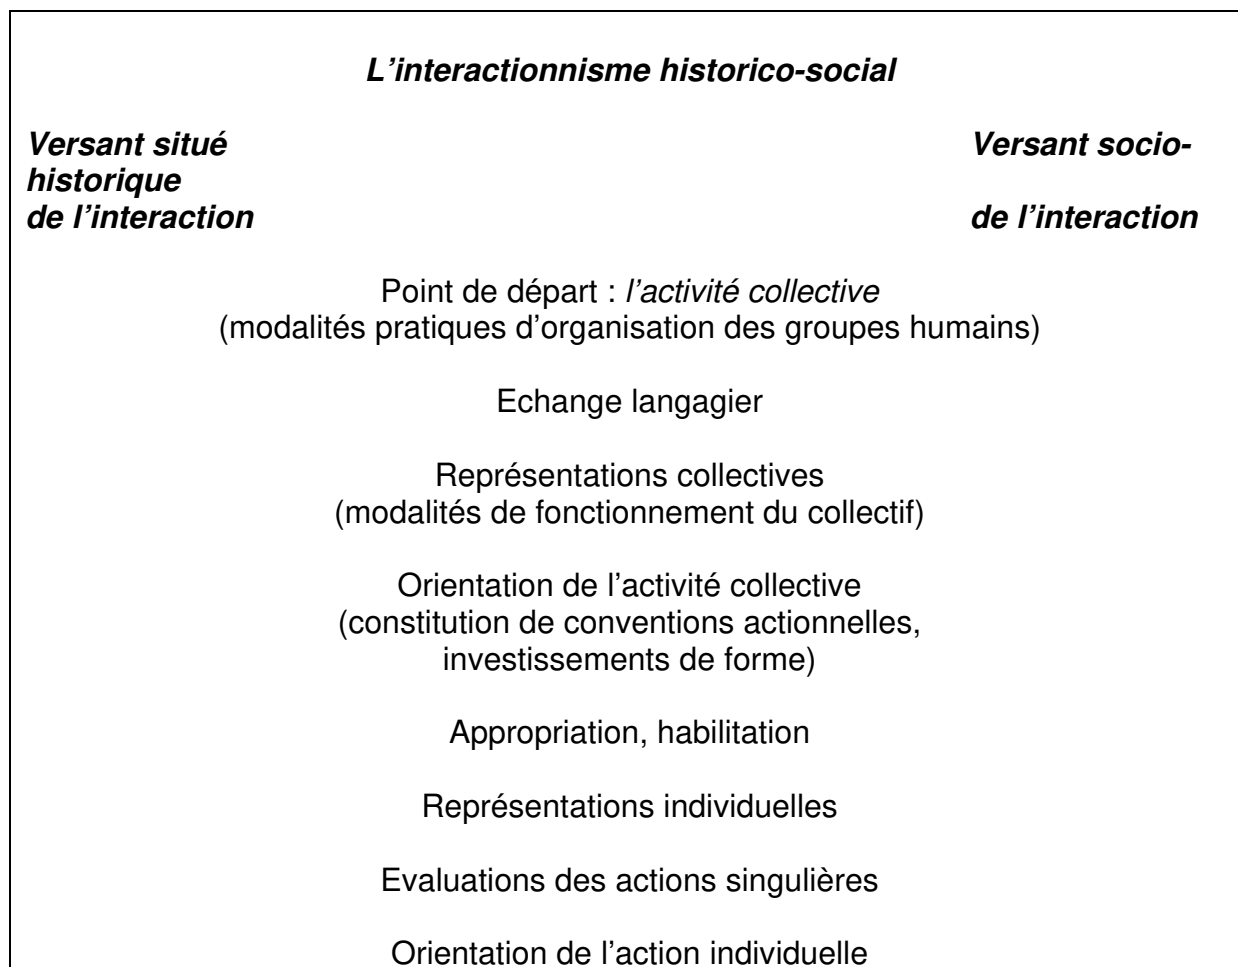 L’interactionnisme historico-social
Versant situé Versant socio-
historique
de l’interaction de l’interaction
Point de départ : l’activité collective
(modalités pratiques d’organisation des groupes humains)
Echange langagier
Représentations collectives
(modalités de fonctionnement du collectif)
Orientation de l’activité collective
(constitution de conventions actionnelles,
investissements de forme)
Appropriation, habilitation
Représentations individuelles
Evaluations des actions singulières
Orientation de l’action individuelle